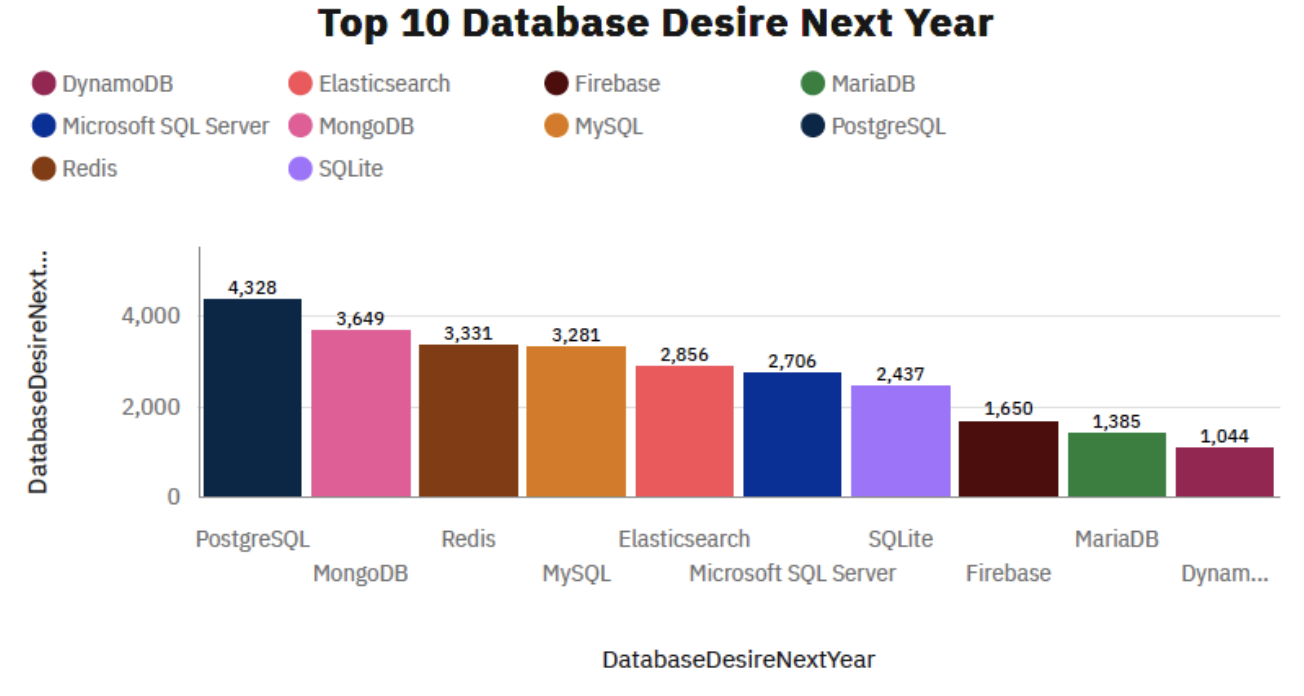 Top 10 Database Desire Next Year
DynamoDB Elasticsearch Firebase MariaDB
Microsoft SQL Server MongoDB MySQL PostgreSQL
Redis SQLite
DatabaseDesireNext...
4,328
4,000
3,649
3,331
3,281
2,856
2,706
2,437
2,000
1,650
1,385
1,044
0
PostgreSQL Redis Elasticsearch SQLite MariaDB
MongoDB MySQL Microsoft SQL Server Firebase Dynam...
DatabaseDesireNextYear